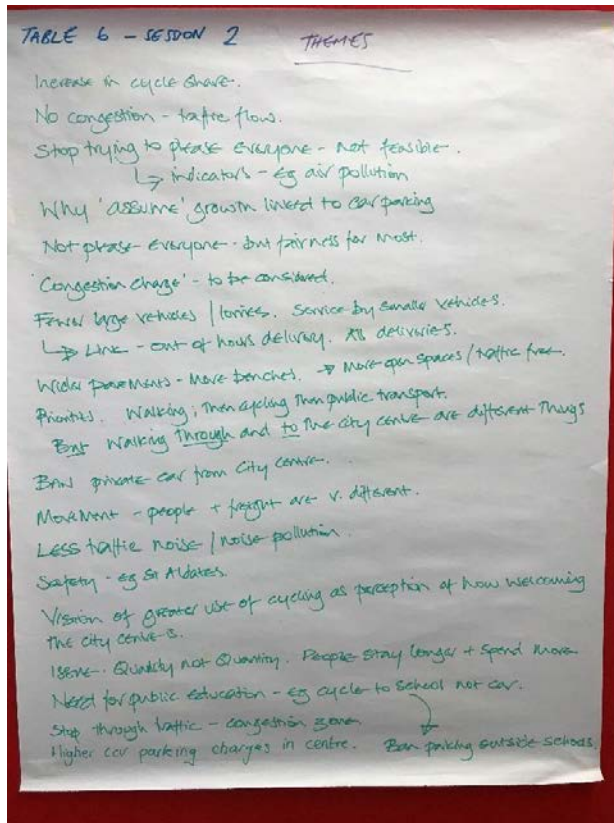 TABLE 6 - SESSION 2 THEMES
Increase in cycle share.
No congestion - traffic flow.
Stop trying to please everyone - not feasible.
↳ indicators - eg air pollution
Why 'assume' growth linked to car parking
Not please everyone - but fairness for most.
'Congestion charge' - to be considered.
Fewer large vehicles / lorries. Service by smaller vehicles.
↳ Link - out of hours delivery. All deliveries.
Wider pavements - More benches. → More open spaces / traffic free.
Priorities. Walking, then cycling then public transport.
But walking through and to the city centre are different things
Ban private car from city centre.
Movement - people + freight are v. different.
Less traffic noise / noise pollution.
Safety - eg St Aldates.
Vision of greater use of cycling as perception of how welcoming
the city centre is.
Issue. Quality not Quantity. People stay longer + spend more
Need for public education - eg cycle to school not car.
Stop through traffic - congestion zone
Higher car parking charges in centre. Ban parking outside schools.